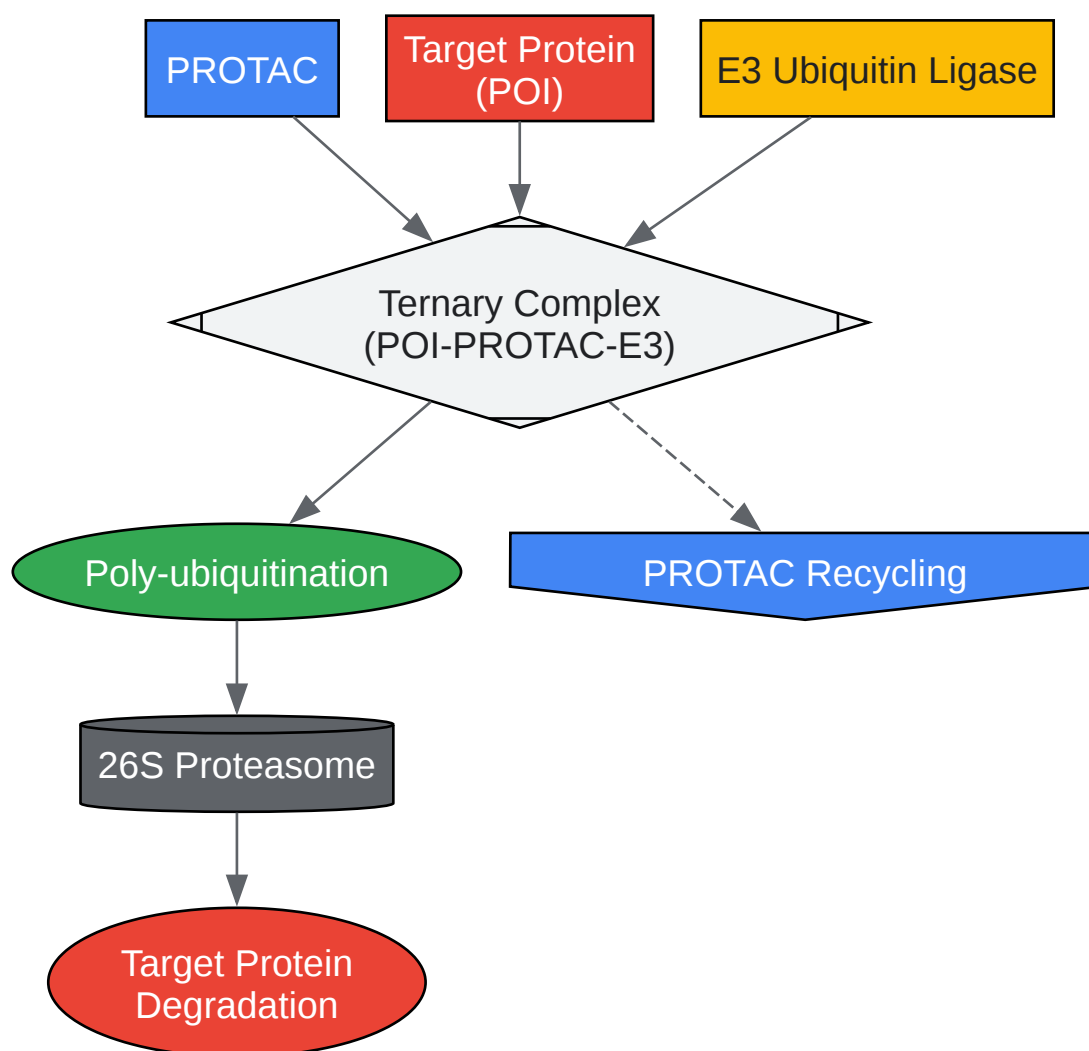 PROTAC
Target Protein
(POI)
E3 Ubiquitin Ligase
Ternary Complex
(POI-PROTAC-E3)
Poly-ubiquitination
PROTAC Recycling
26S Proteasome
Target Protein
Degradation